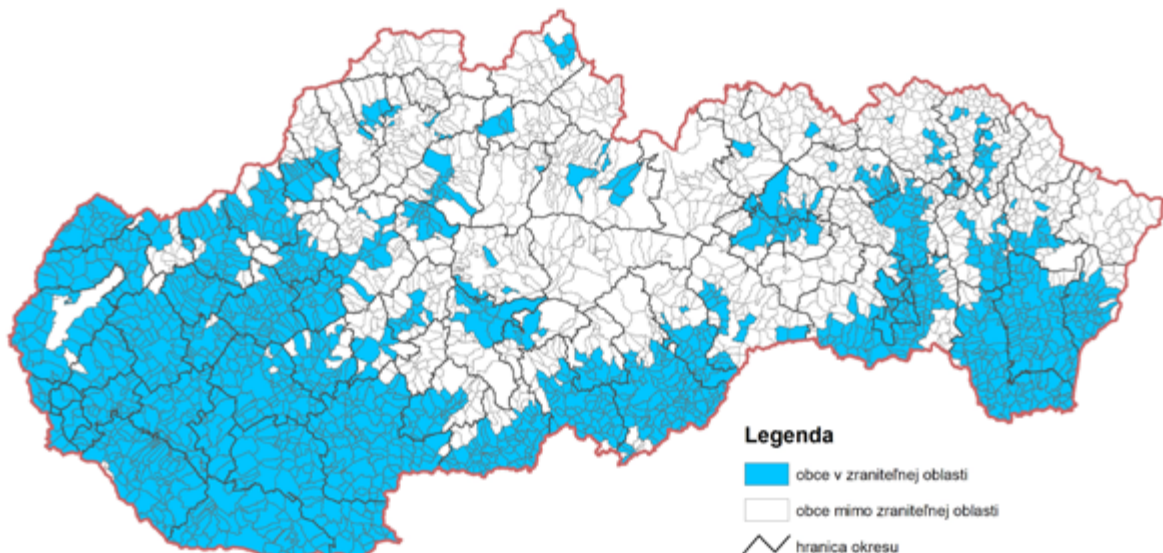 Legenda
obce v zraniteľnej oblasti
obce mimo zraniteľnej oblasti
hranica okresu